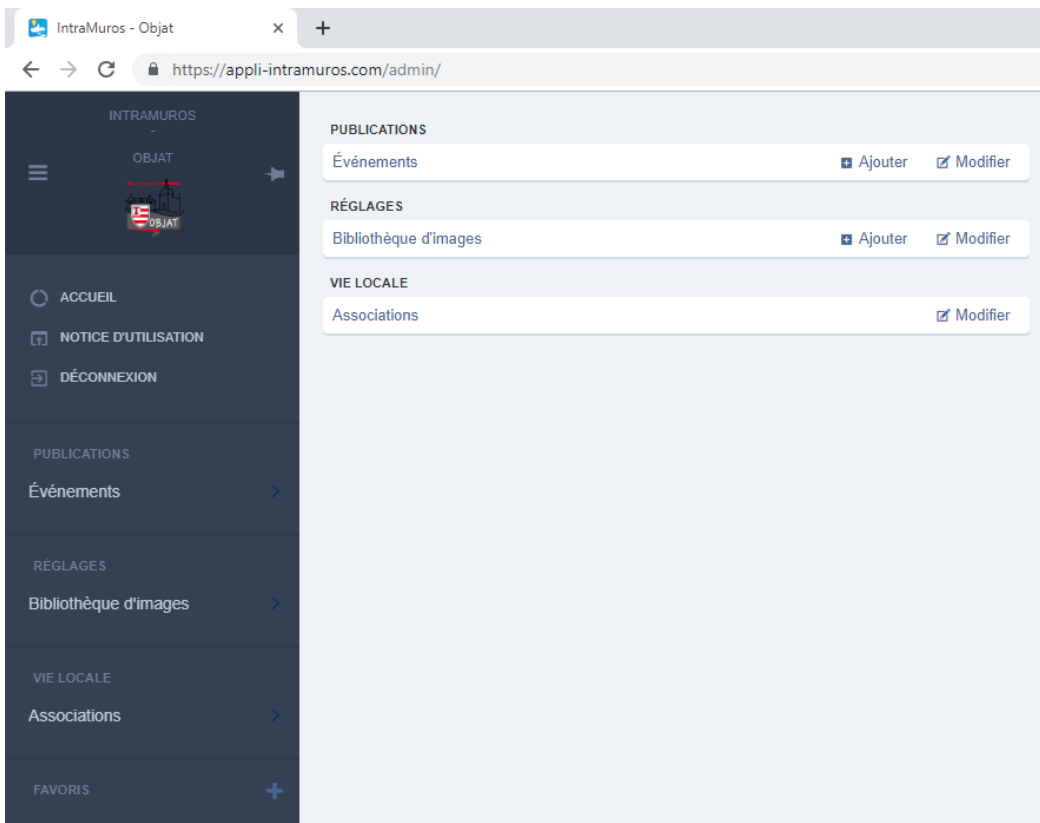 IntraMuros - Objat
https://appli-intramuros.com/admin/
INTRAMUROS
-
OBJAT
OBJAT
ACCUEIL
NOTICE D'UTILISATION
DÉCONNEXION
PUBLICATIONS
Événements
RÉGLAGES
Bibliothèque d'images
VIE LOCALE
Associations
FAVORIS
PUBLICATIONS
Événements Ajouter Modifier
RÉGLAGES
Bibliothèque d'images Ajouter Modifier
VIE LOCALE
Associations Modifier